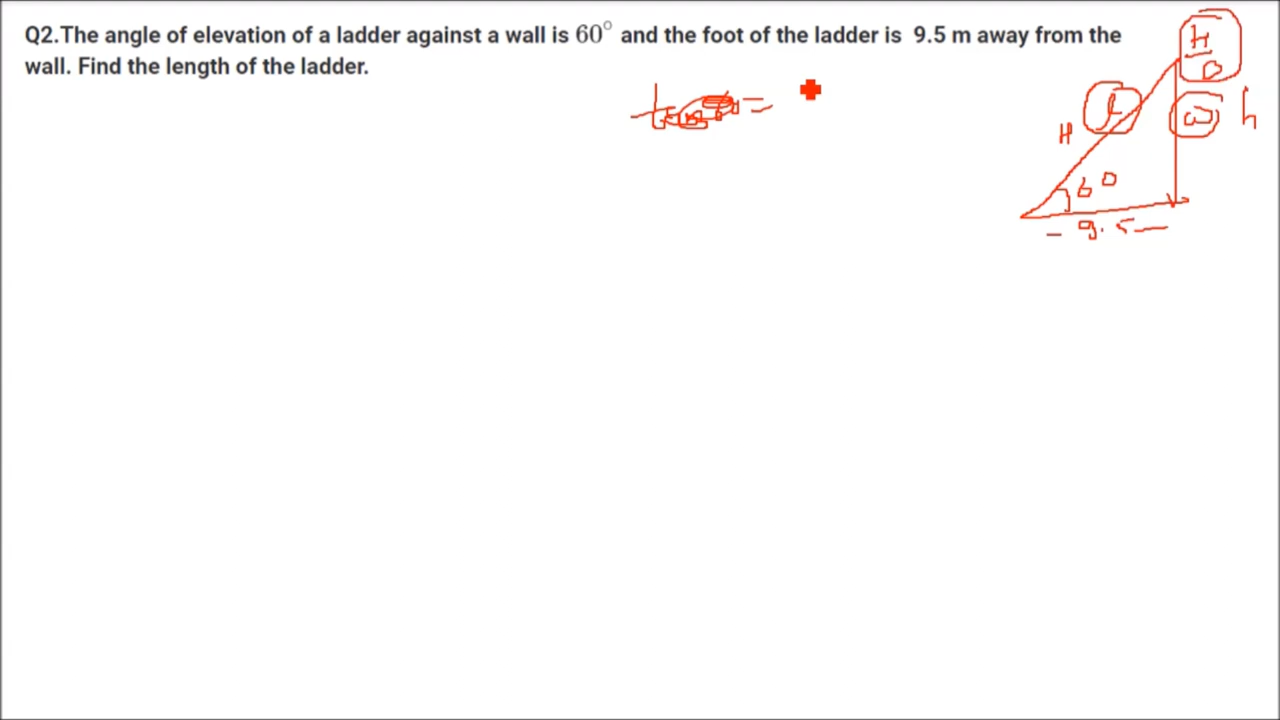 Q2.The angle of elevation of a ladder against a wall is 60° and the foot of the ladder is 9.5 m away from the
wall. Find the length of the ladder.
H
B
L
W h
H
60
9.5
=